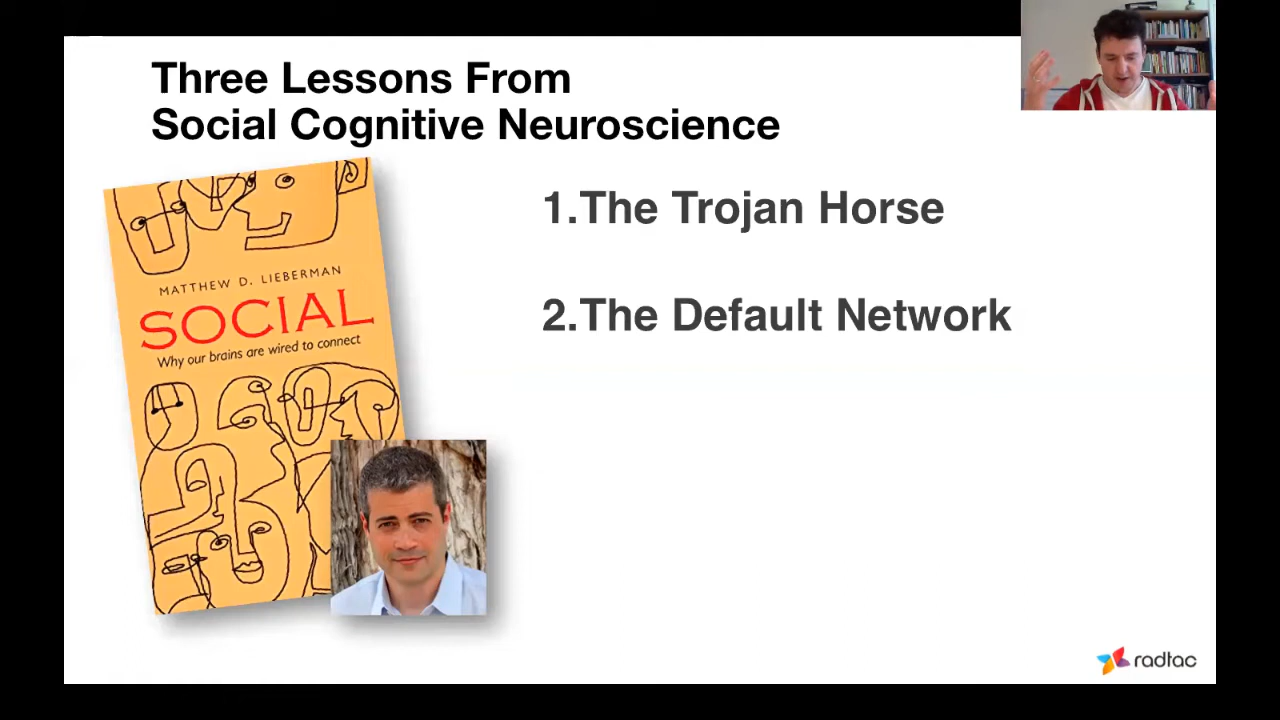 Three Lessons From
Social Cognitive Neuroscience
1.The Trojan Horse
2.The Default Network
MATTHEW D. LIEBERMAN
SOCIAL
Why our brains are wired to connect
radtac